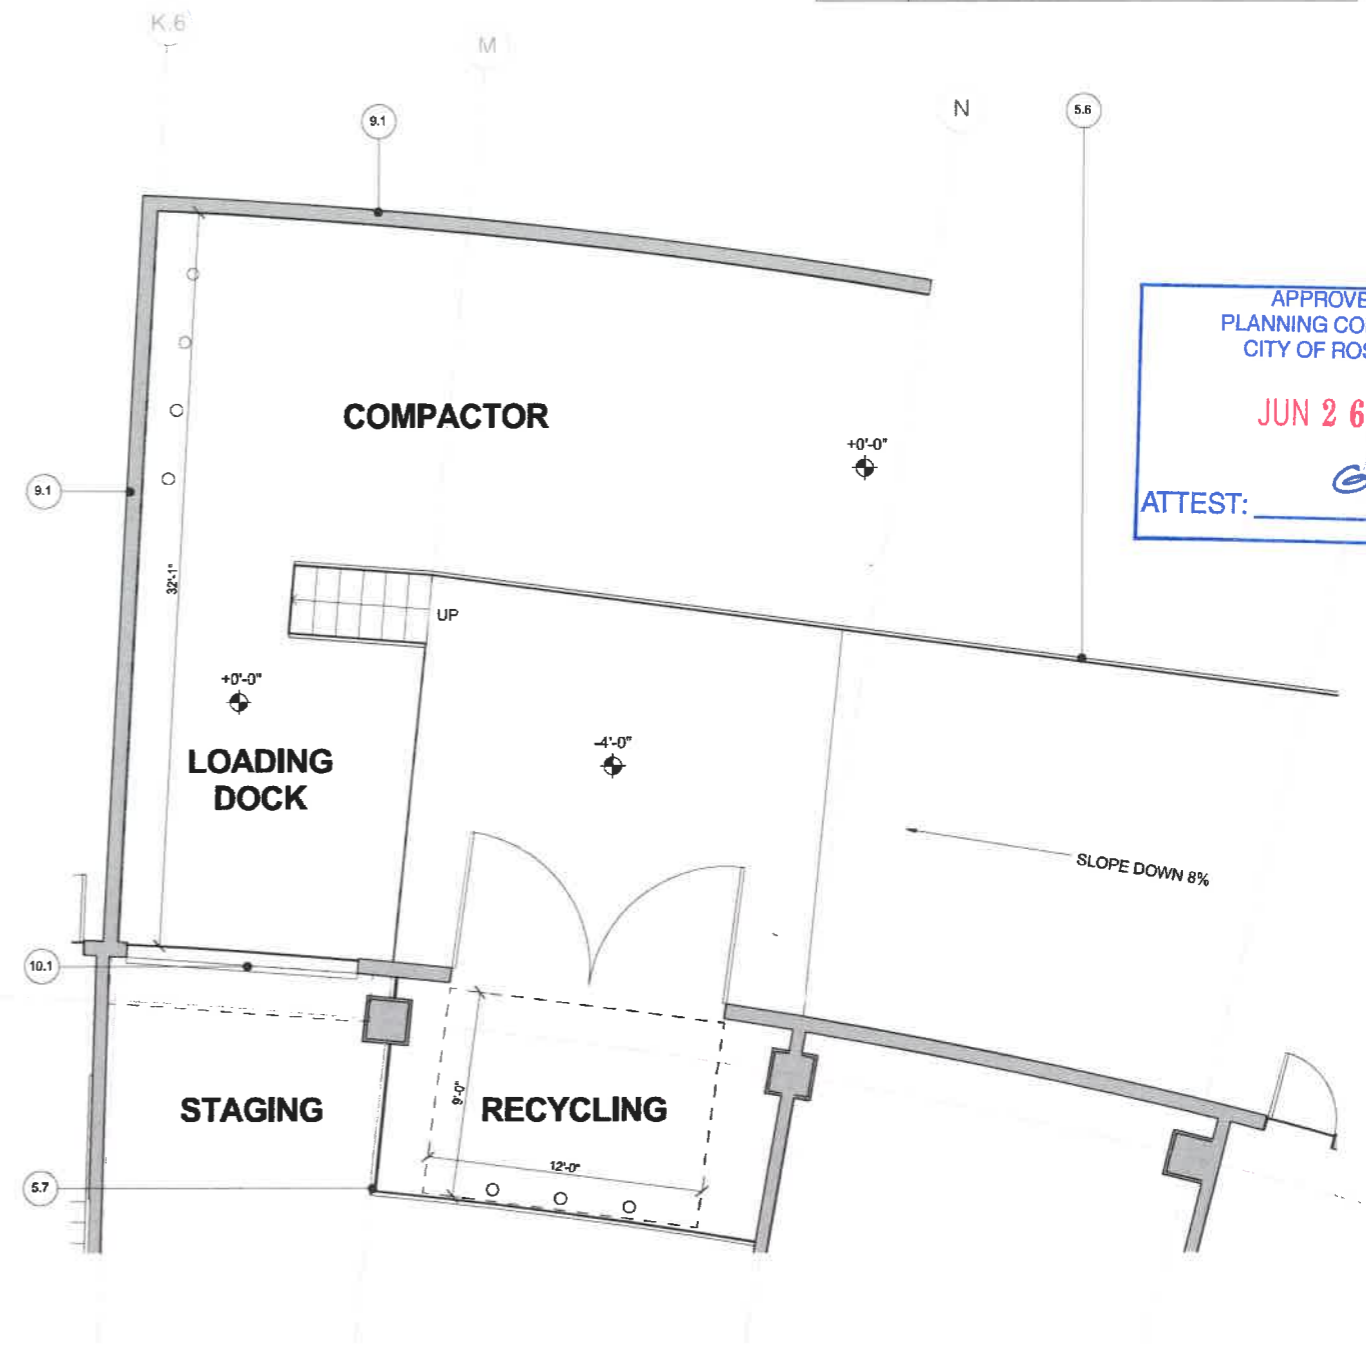 K.6
M
N
9.1
5.6
APPROVE
PLANNING CO
CITY OF ROS
JUN 26
ATTEST:
COMPACTOR
+0'-0"
9.1
32'-1"
UP
+0'-0"
LOADING
DOCK
-4'-0"
SLOPE DOWN 8%
10.1
9'-0"
STAGING
RECYCLING
12'-0"
5.7